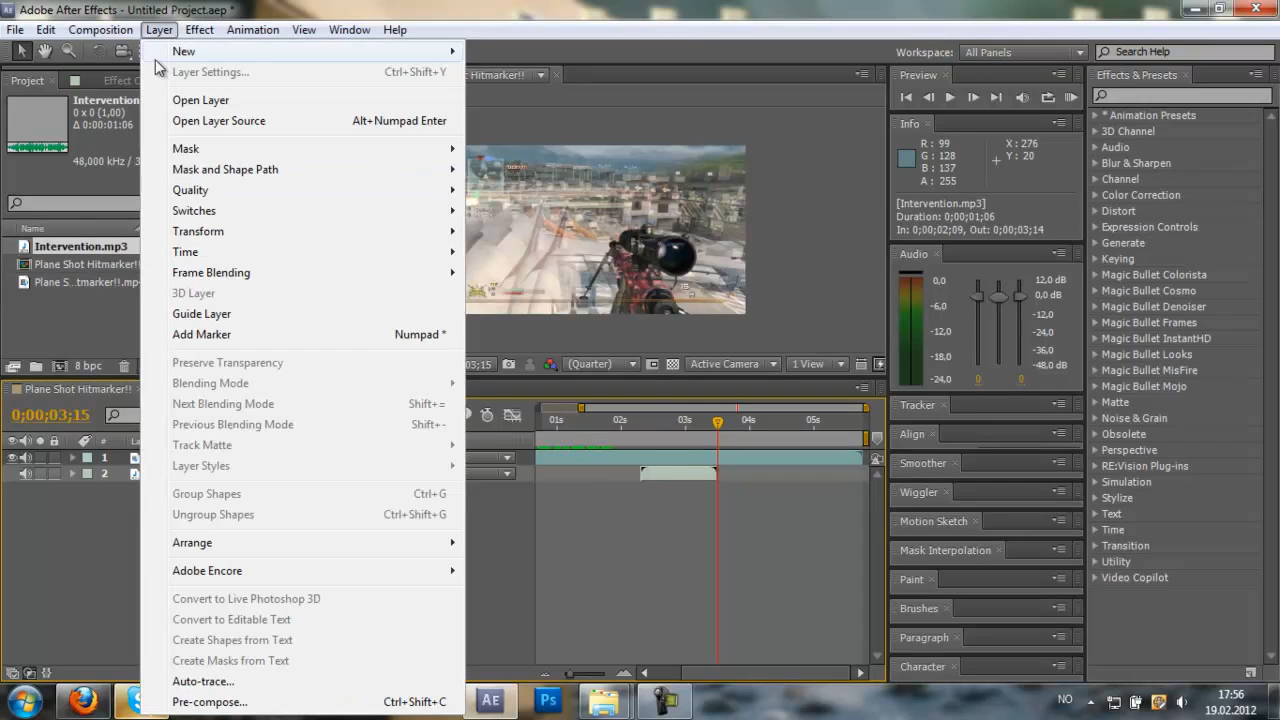 Adobe After Effects - Untitled Project.aep *
File Edit Composition Layer Effect Animation View Window Help
Workspace: All Panels Search Help
New
Layer Settings... Ctrl+Shift+Y
Open Layer
Open Layer Source Alt+Numpad Enter
Mask
Mask and Shape Path
Quality
Switches
Transform
Time
Frame Blending
3D Layer
Guide Layer
Add Marker Numpad *
Preserve Transparency
Blending Mode
Next Blending Mode Shift+=
Previous Blending Mode Shift+-
Track Matte
Layer Styles
Group Shapes Ctrl+G
Ungroup Shapes Ctrl+Shift+G
Arrange
Adobe Encore
Convert to Live Photoshop 3D
Convert to Editable Text
Create Shapes from Text
Create Masks from Text
Auto-trace...
Pre-compose... Ctrl+Shift+C
Project × Effect C
Intervention
0 x 0 (1,00)
Δ 0:00:01:06
48,000 kHz / 3
Name
Intervention.mp3
Plane Shot Hitmarker!
Plane S...tmarker!!.mp
8 bpc
t Hitmarker!!
3;15 (Quarter) Active Camera 1 View
Plane Shot Hitmarker!!
0;00;03;15
01s 02s 03s 04s 05s
1
2
Preview ×
Info ×
R : 99
G : 128
B : 137
A : 255
X : 276
Y : 20
[Intervention.mp3]
Duration: 0;00;01;06
In: 0;00;02;09, Out: 0;00;03;14
Audio ×
0,0
-6,0
-12,0
-18,0
-24,0
12,0 dB
0,0 dB
-12,0
-24,0
-36,0
-48,0 dB
0 0
Tracker ×
Align ×
Smoother ×
Wiggler ×
Motion Sketch ×
Mask Interpolation ×
Paint ×
Brushes ×
Paragraph ×
Character ×
Effects & Presets ×
* Animation Presets
3D Channel
Audio
Blur & Sharpen
Channel
Color Correction
Distort
Expression Controls
Generate
Keying
Magic Bullet Colorista
Magic Bullet Cosmo
Magic Bullet Denoiser
Magic Bullet Frames
Magic Bullet InstantHD
Magic Bullet Looks
Magic Bullet MisFire
Magic Bullet Mojo
Matte
Noise & Grain
Obsolete
Perspective
RE:Vision Plug-ins
Simulation
Stylize
Text
Time
Transition
Utility
Video Copilot
AE Ps
NO
17:56
19.02.2012